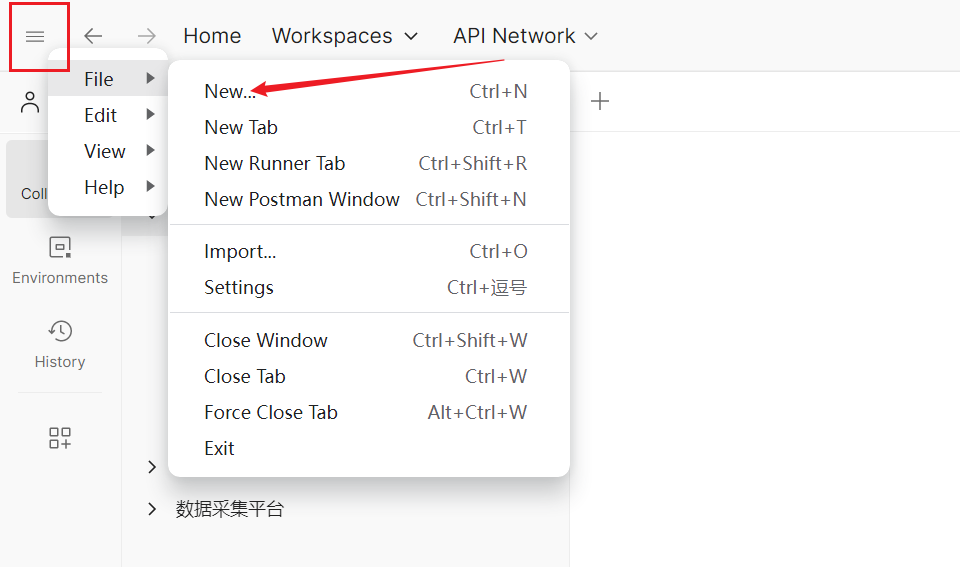 Home Workspaces API Network
File
Edit
View
Help
New... Ctrl+N
New Tab Ctrl+T
New Runner Tab Ctrl+Shift+R
New Postman Window Ctrl+Shift+N
Import... Ctrl+O
Settings Ctrl+逗号
Close Window Ctrl+Shift+W
Close Tab Ctrl+W
Force Close Tab Alt+Ctrl+W
Exit
Coll
Environments
History
数据采集平台